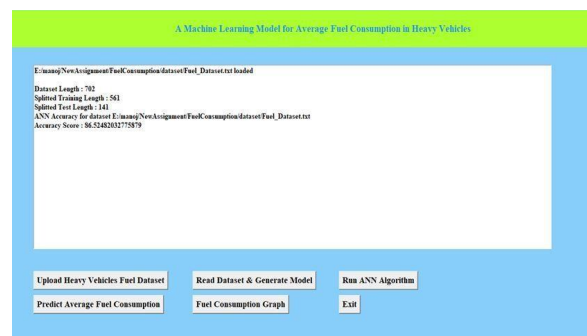 A Machine Learning Model for Average Fuel Consumption in Heavy Vehicles
E:/manoj/NewAssignment/FuelConsumption/dataset/Fuel_Dataset.txt loaded
Dataset Length : 702
Splitted Training Length : 561
Splitted Test Length : 141
ANN Accuracy for dataset E:/manoj/NewAssignment/FuelConsumption/dataset/Fuel_Dataset.txt
Accuracy Score : 86.52482032775879
Upload Heavy Vehicles Fuel Dataset
Read Dataset & Generate Model
Run ANN Algorithm
Predict Average Fuel Consumption
Fuel Consumption Graph
Exit